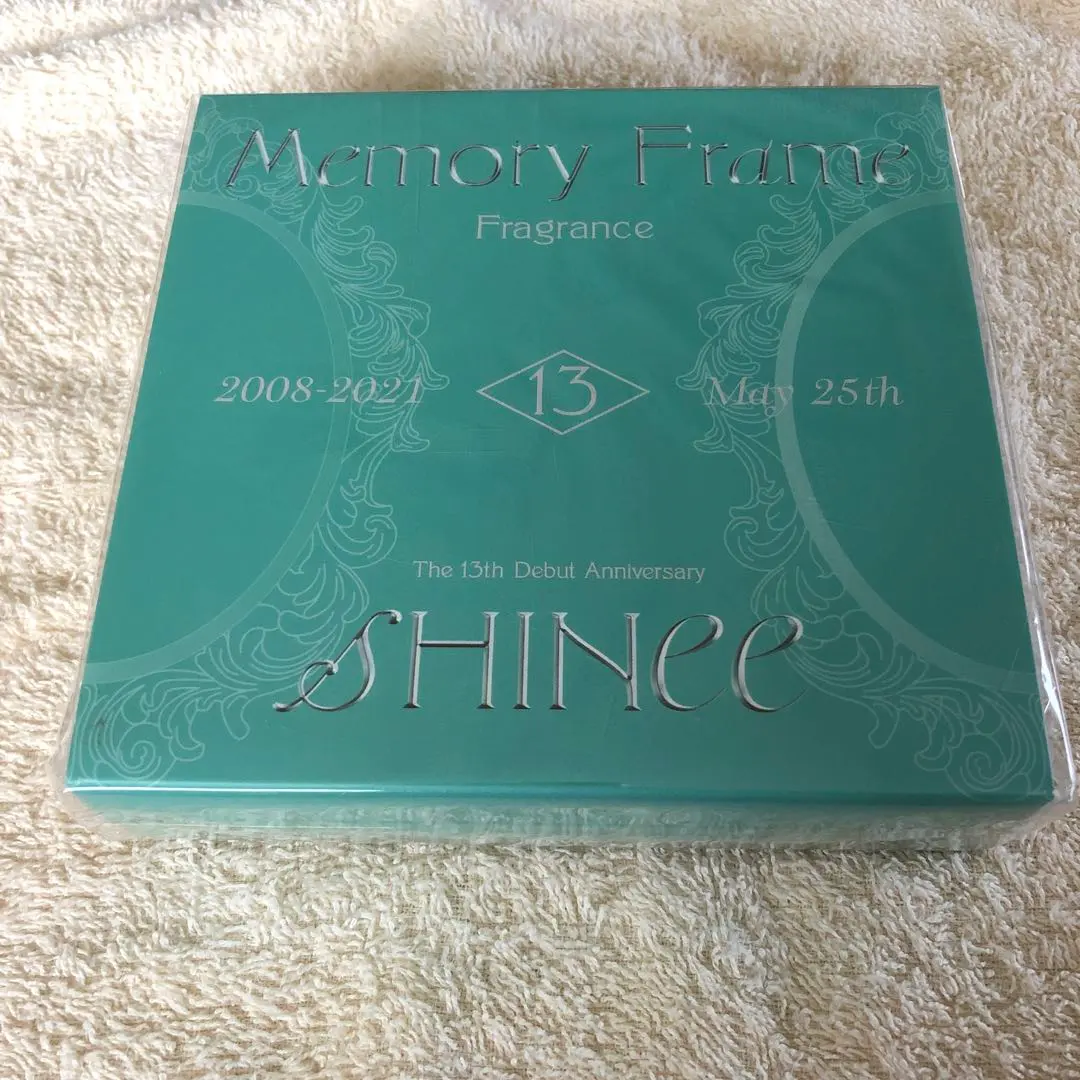 Memory Frame
Fragrance
2008-2021 13 May 25th
The 13th Debut Anniversary
SHINee